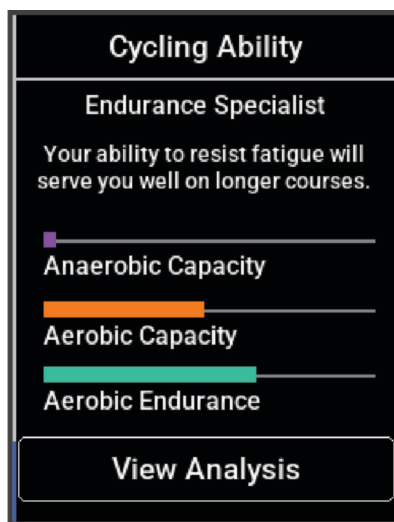 Cycling Ability
Endurance Specialist
Your ability to resist fatigue will
serve you well on longer courses.
Anaerobic Capacity
Aerobic Capacity
Aerobic Endurance
View Analysis